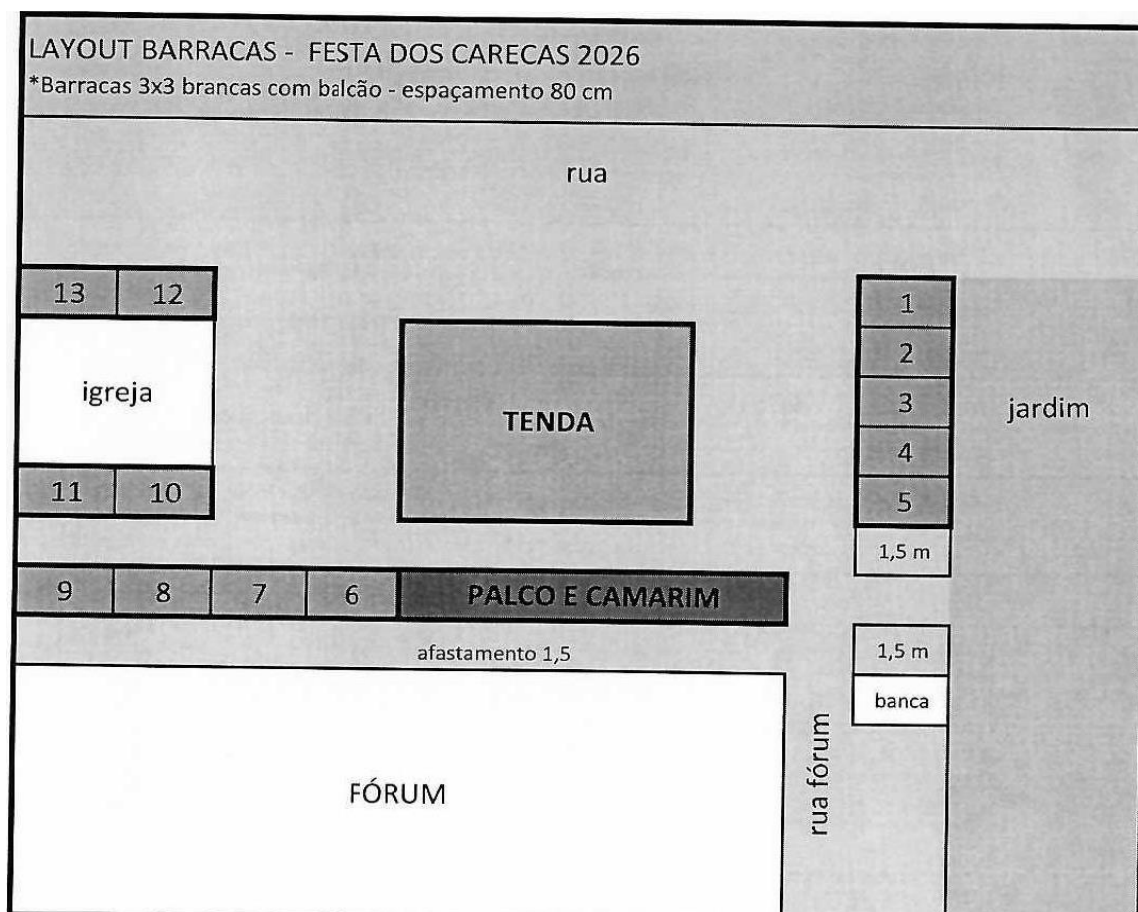 LAYOUT BARRACAS - FESTA DOS CARECAS 2026
*Barracas 3x3 brancas com balcão - espaçamento 80 cm
rua
13 12
1
2
igreja
TENDA
3
jardim
4
11 10
5
1,5 m
9 8 7 6 PALCO E CAMARIM
afastamento 1,5
1,5 m
banca
rua fórum
FÓRUM